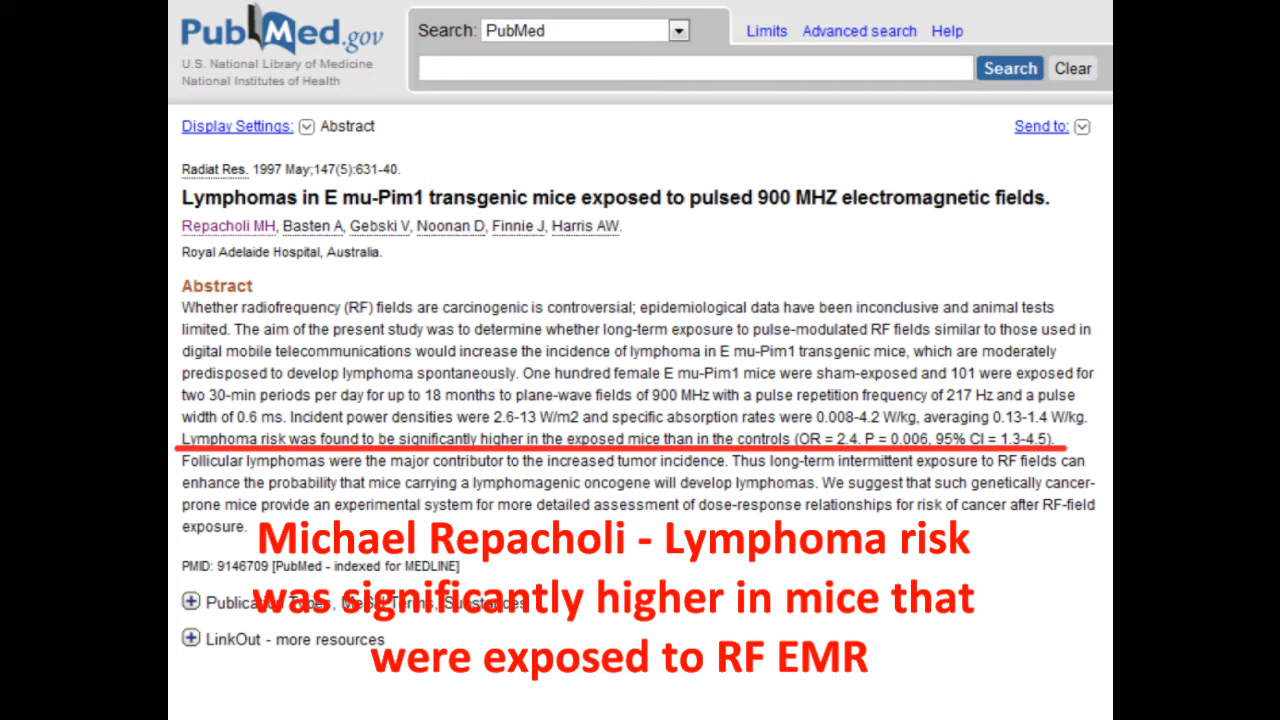 PubMed.gov
U.S. National Library of Medicine
National Institutes of Health
Search: PubMed
Limits Advanced search Help
Search Clear
Display Settings: Abstract
Send to:
Radiat Res. 1997 May;147(5):631-40.
Lymphomas in E mu-Pim1 transgenic mice exposed to pulsed 900 MHZ electromagnetic fields.
Repacholi MH, Basten A, Gebski V, Noonan D, Finnie J, Harris AW.
Royal Adelaide Hospital, Australia.
Abstract
Whether radiofrequency (RF) fields are carcinogenic is controversial; epidemiological data have been inconclusive and animal tests
limited. The aim of the present study was to determine whether long-term exposure to pulse-modulated RF fields similar to those used in
digital mobile telecommunications would increase the incidence of lymphoma in E mu-Pim1 transgenic mice, which are moderately
predisposed to develop lymphoma spontaneously. One hundred female E mu-Pim1 mice were sham-exposed and 101 were exposed for
two 30-min periods per day for up to 18 months to plane-wave fields of 900 MHz with a pulse repetition frequency of 217 Hz and a pulse
width of 0.6 ms. Incident power densities were 2.6-13 W/m2 and specific absorption rates were 0.008-4.2 W/kg, averaging 0.13-1.4 W/kg.
Lymphoma risk was found to be significantly higher in the exposed mice than in the controls (OR = 2.4. P = 0.006, 95% CI = 1.3-4.5).
Follicular lymphomas were the major contributor to the increased tumor incidence. Thus long-term intermittent exposure to RF fields can
enhance the probability that mice carrying a lymphomagenic oncogene will develop lymphomas. We suggest that such genetically cancer-
prone mice provide an experimental system for more detailed assessment of dose-response relationships for risk of cancer after RF-field
exposure.
Michael Repacholi - Lymphoma risk
PMID: 9146709 [PubMed - indexed for MEDLINE]
Publication Types, MeSH Terms, Substances
was significantly higher in mice that
LinkOut - more resources
were exposed to RF EMR